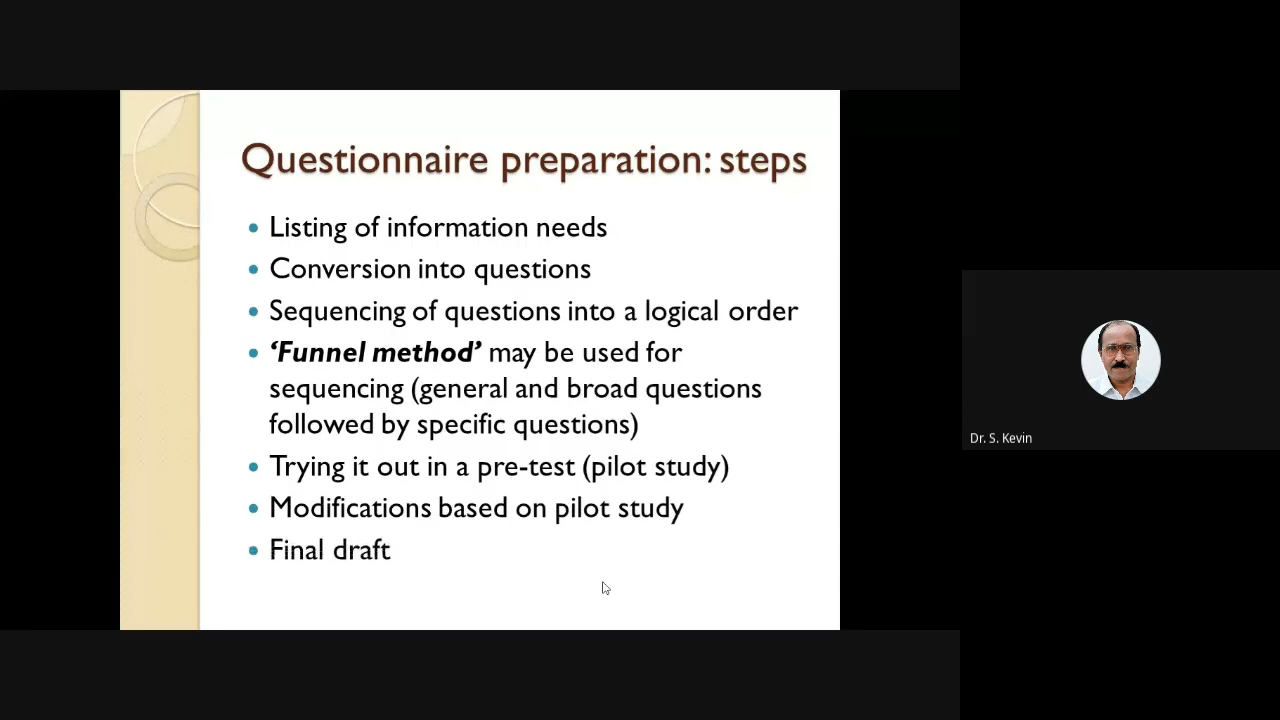 Questionnaire preparation: steps
• Listing of information needs
• Conversion into questions
• Sequencing of questions into a logical order
• ‘Funnel method’ may be used for
sequencing (general and broad questions
followed by specific questions)
• Trying it out in a pre-test (pilot study)
• Modifications based on pilot study
• Final draft
Dr. S. Kevin